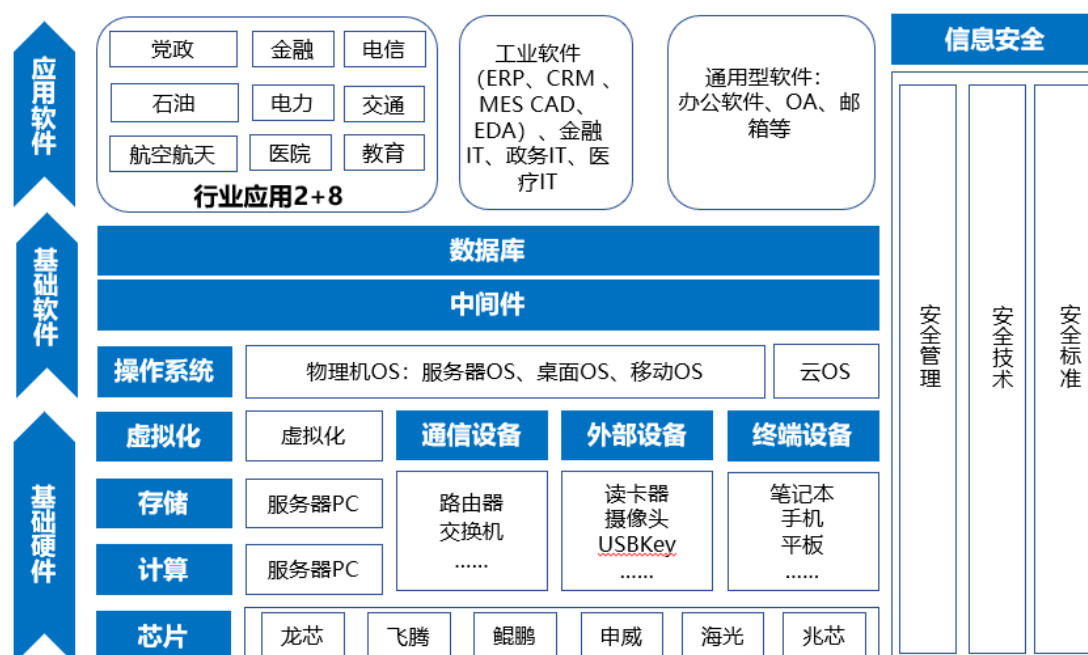 应用软件
党政
金融
电信
石油
电力
交通
航空航天
医院
教育
行业应用2+8
工业软件
（ERP、CRM 、
MES CAD、
EDA）、金融
IT、政务IT、医
疗IT
通用型软件：
办公软件、OA、邮
箱等
信息安全
安全管理
安全技术
安全标准
基础软件
数据库
中间件
操作系统
物理机OS：服务器OS、桌面OS、移动OS
云OS
基础硬件
虚拟化
虚拟化
通信设备
外部设备
终端设备
存储
服务器PC
路由器
交换机
......
读卡器
摄像头
USBKey
......
笔记本
手机
平板
......
计算
服务器PC
芯片
龙芯
飞腾
鲲鹏
申威
海光
兆芯